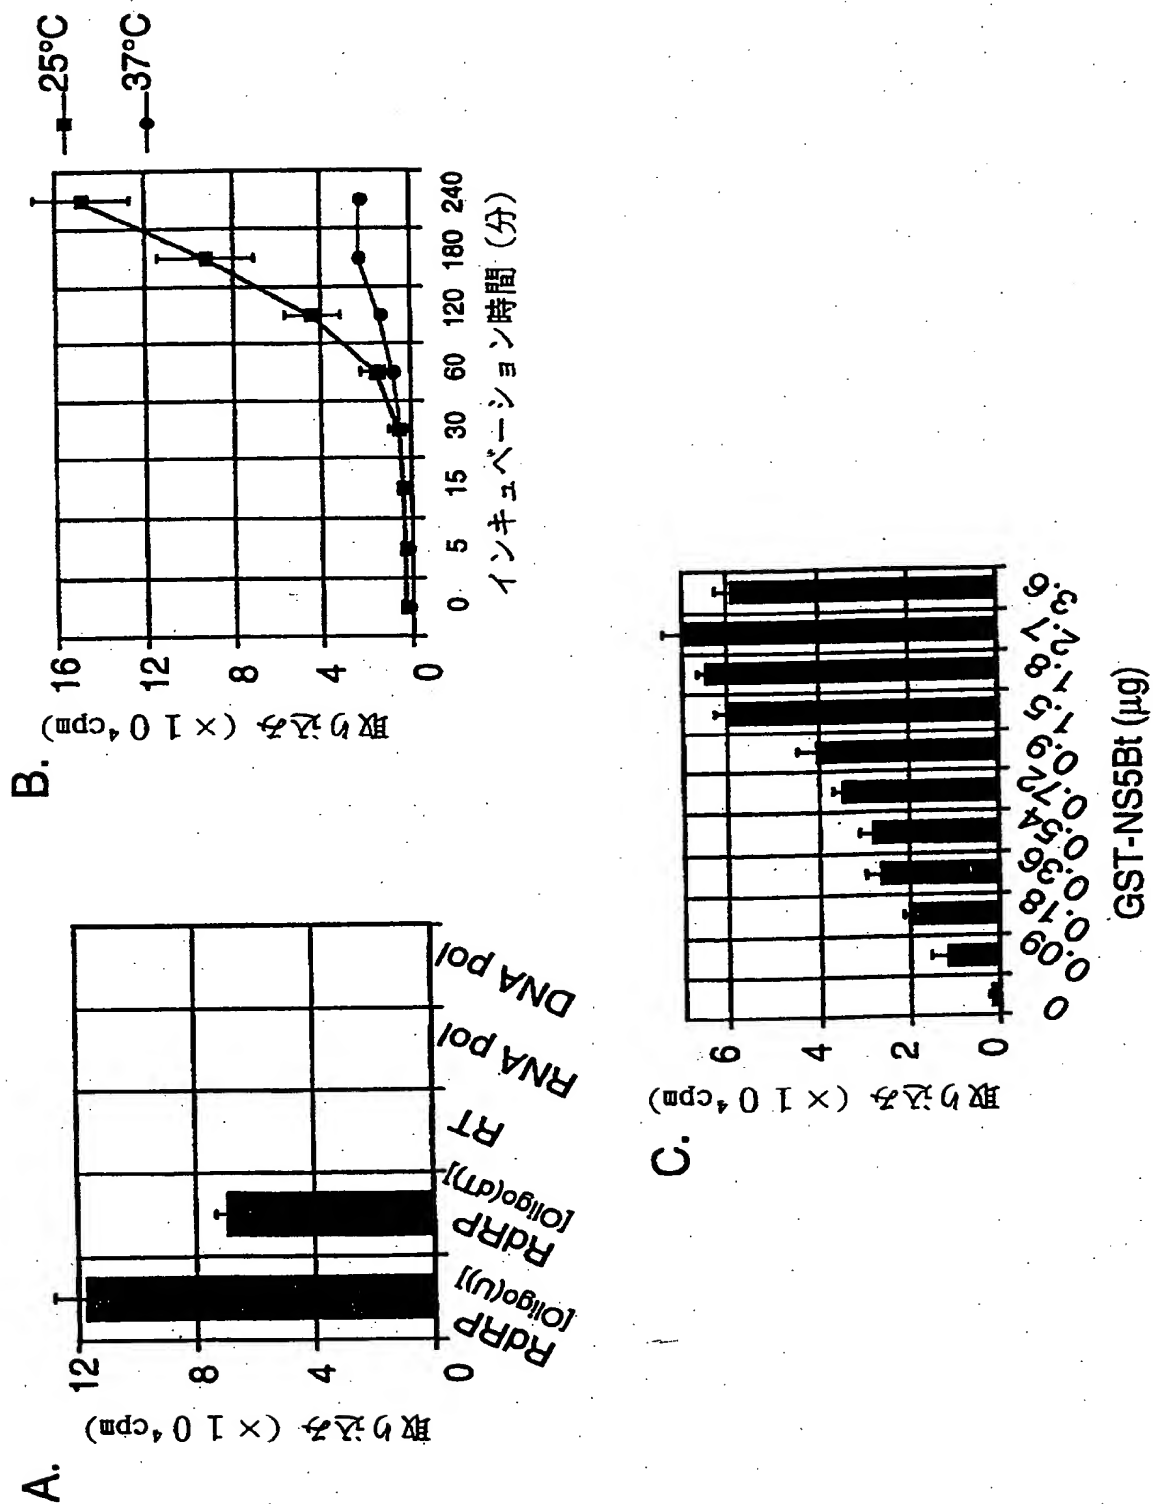 A.
取り込み (×10⁴cpm)
12
8
4
0
RdRP
[Oligo(U)]
RdRP
[Oligo(dT)]
RT
RNA pol
DNA pol
B.
取り込み (×10⁴cpm)
16
12
8
4
0
0 5 15 30 60 120 180 240
インキュベーション時間 (分)
25°C
37°C
C.
取り込み (×10⁴cpm)
6
4
2
0
0 0.09 0.18 0.36 0.54 0.72 0.9 1.5 1.8 2.7 3.6
GST-NS5Bt (µg)